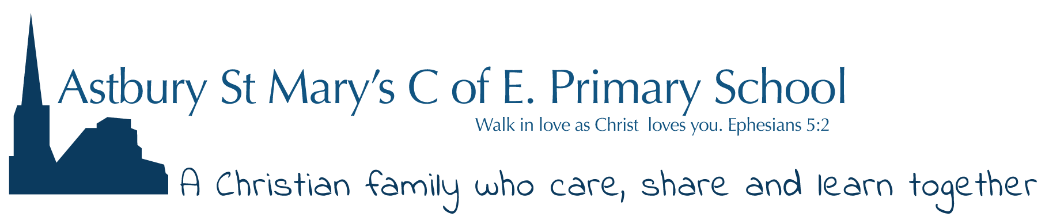 Astbury St Mary's C of E. Primary School
Walk in love as Christ loves you. Ephesians 5:2
A Christian family who care, share and learn together